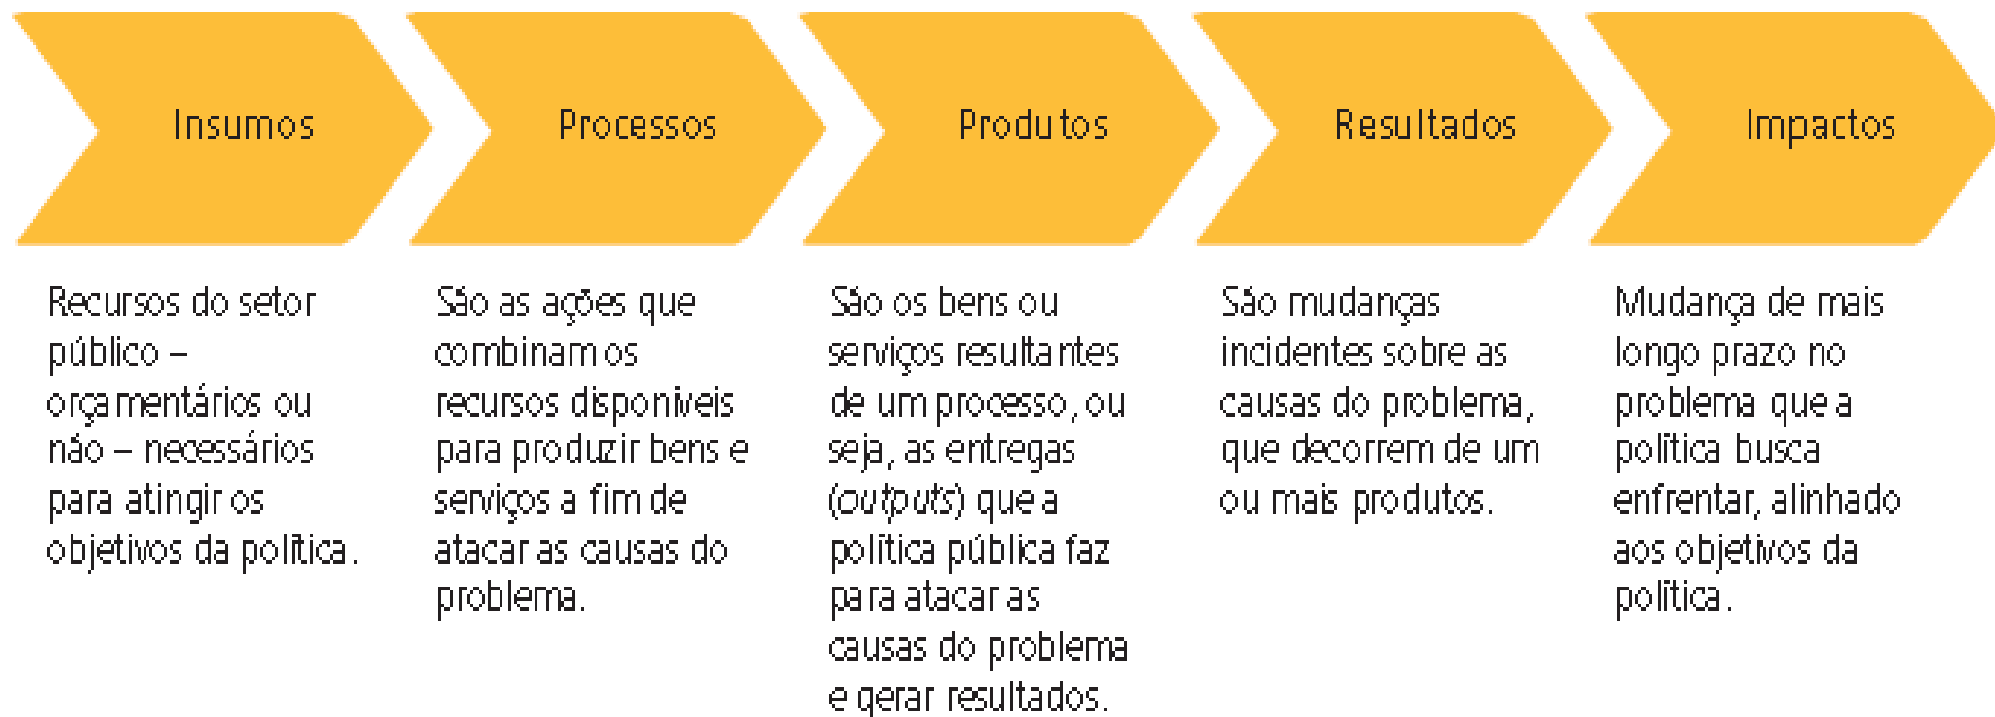 Insumos
Processos
Produtos
Resultados
Impactos
Recursos do setor
público –
orçamentários ou
não – necessários
para atingir os
objetivos da política.
São as ações que
combinam os
recursos disponíveis
para produzir bens e
serviços a fim de
atacar as causas do
problema.
São os bens ou
serviços resultantes
de um processo, ou
seja, as entregas
(outputs) que a
política pública faz
para atacar as
causas do problema
e gerar resultados.
São mudanças
incidentes sobre as
causas do problema,
que decorrem de um
ou mais produtos.
Mudança de mais
longo prazo no
problema que a
política busca
enfrentar, alinhado
aos objetivos da
política.